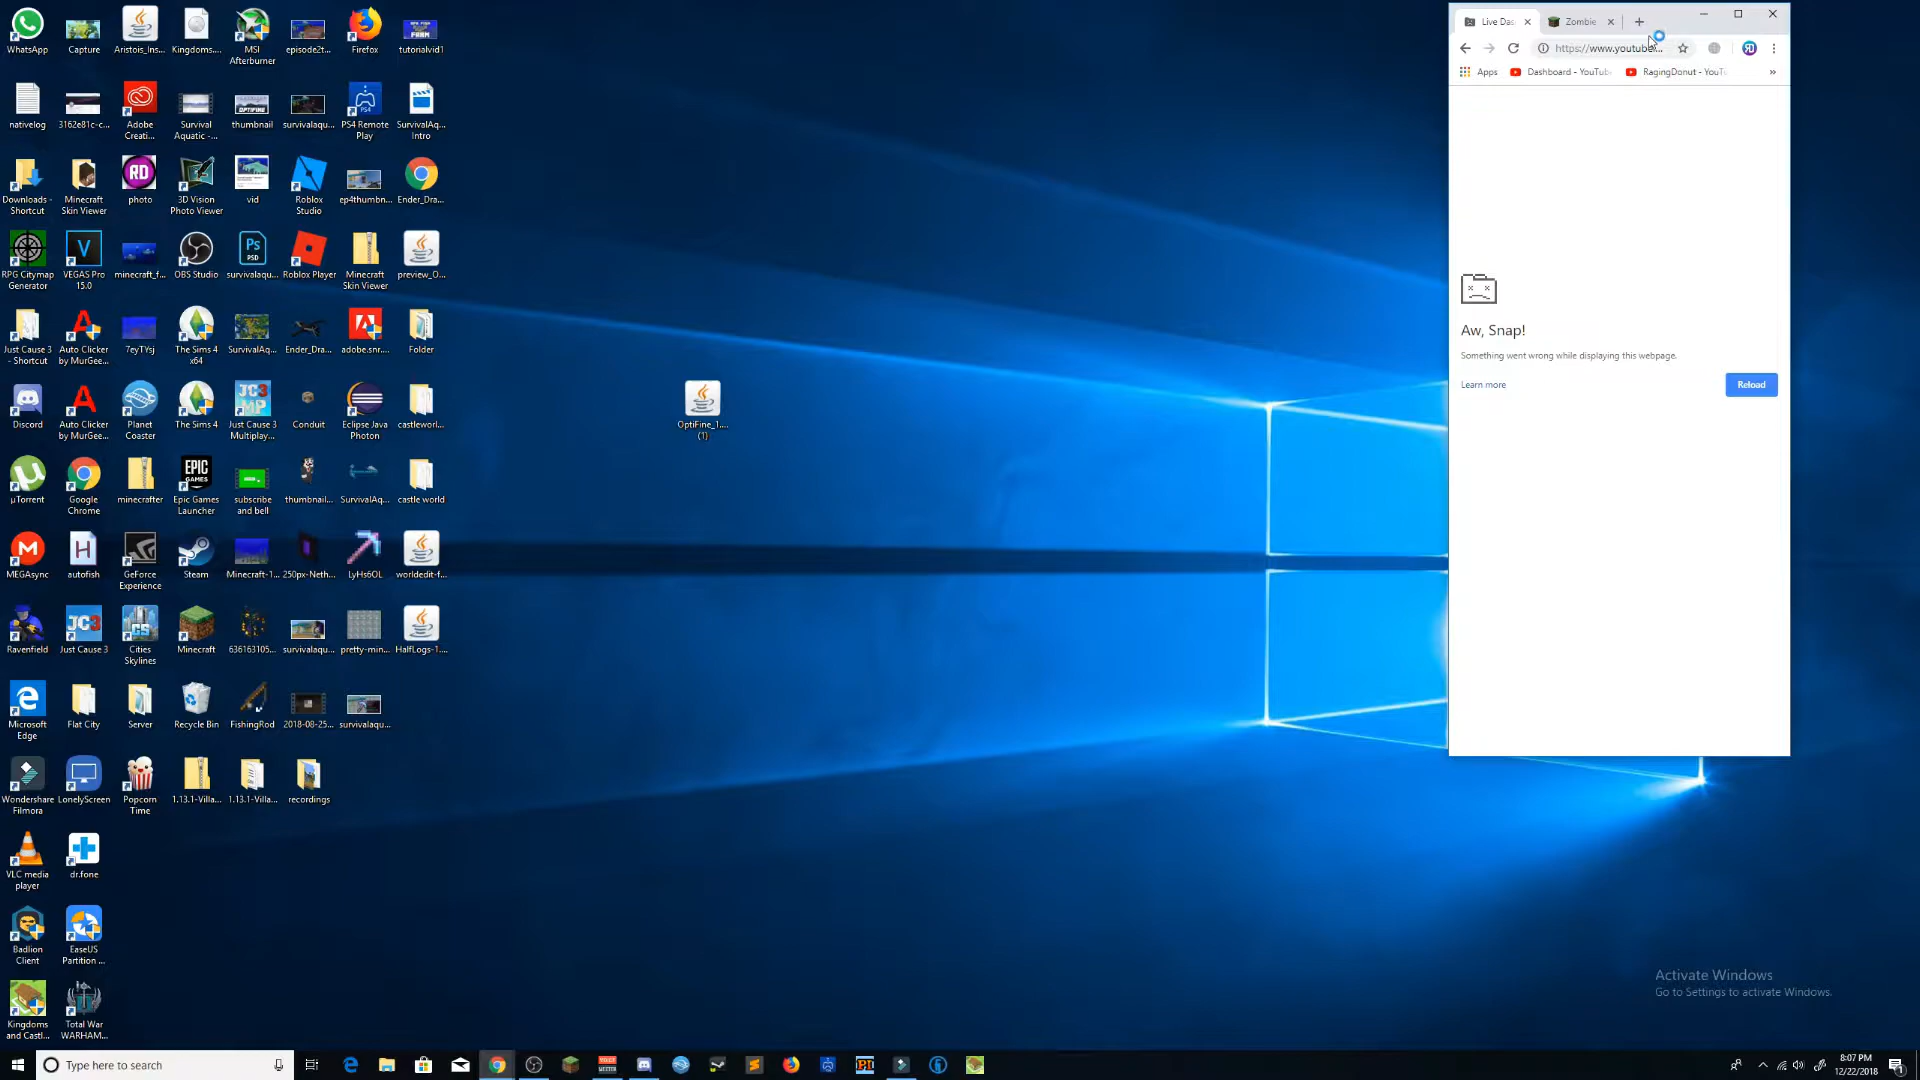 WhatsApp
Capture
Aristois_Ins...
Kingdoms....
MSI
Afterburner
episode2t...
Firefox
tutorialvid1
nativelog
3162e81c-c...
Adobe
Creati...
Survival
Aquatic -...
thumbnail
survivalaqu...
PS4 Remote
Play
SurvivalAq...
Intro
Downloads -
Shortcut
Minecraft
Skin Viewer
photo
3D Vision
Photo Viewer
vid
Roblox
Studio
ep4thumbn...
Ender_Dra...
RPG Citymap
Generator
VEGAS Pro
15.0
minecraft_f...
OBS Studio
survivalaqu...
Roblox Player
Minecraft
Skin Viewer
preview_O...
Just Cause 3
- Shortcut
Auto Clicker
by MurGee...
7eyTYsj
The Sims 4
x64
SurvivalAq...
Ender_Dra...
adobe.snr....
Folder
Discord
Auto Clicker
by MurGee...
Planet
Coaster
The Sims 4
Just Cause 3
Multiplay...
Conduit
Eclipse Java
Photon
castleworl...
OptiFine_1....
(1)
µTorrent
Google
Chrome
minecrafter
Epic Games
Launcher
subscribe
and bell
thumbnail...
SurvivalAq...
castle world
MEGAsync
autofish
GeForce
Experience
Steam
Minecraft-1...
250px-Neth...
LyHs6OL
worldedit-f...
Ravenfield
Just Cause 3
Cities
Skylines
Minecraft
636163105...
survivalaqu...
pretty-min...
HalfLogs-1....
Microsoft
Edge
Flat City
Server
Recycle Bin
FishingRod
2018-08-25...
survivalaqu...
Wondershare
Filmora
LonelyScreen
Popcorn
Time
1.13.1-Villa...
1.13.1-Villa...
recordings
VLC media
player
dr.fone
Badlion
Client
EaseUS
Partition ...
Kingdoms
and Castl...
Total War
WARHAM...
Live Das
Zombie
https://www.youtube...
Apps
Dashboard - YouTub
RagingDonut - YouTu
»
Aw, Snap!
Something went wrong while displaying this webpage.
Learn more
Reload
Activate Windows
Go to Settings to activate Windows.
Type here to search
8:07 PM
12/22/2018